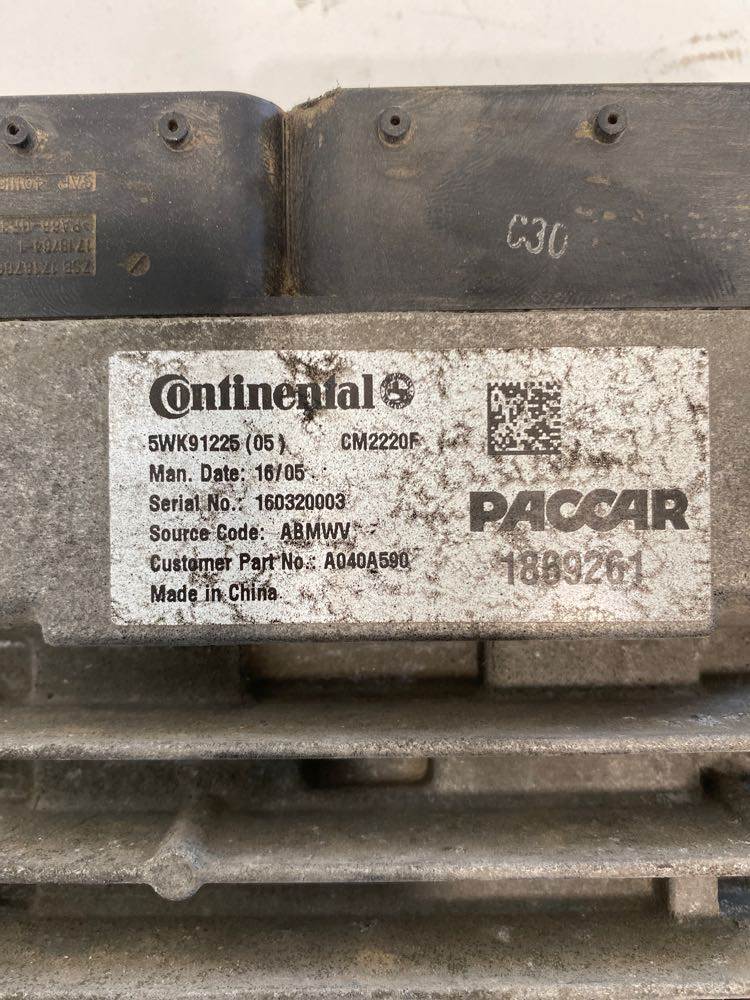 C30
Continental
5WK91225 (05) CM2220F
Man. Date: 16/05
Serial No.: 160320003
Source Code: ABMWV
Customer Part No.: A040A590
Made in China
PACCAR
1899261